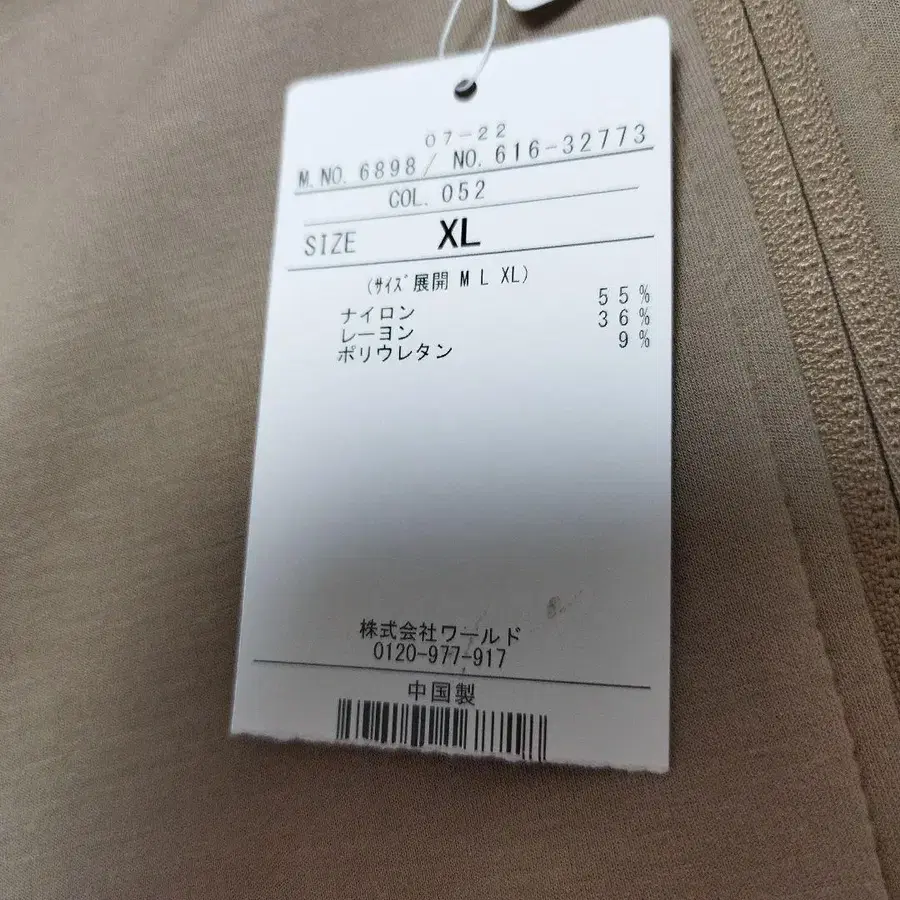 07-22
M.NO. 6898/ NO. 616-32773
COL. 052
SIZE XL
(ｻｲｽﾞ展開 M L XL)
ナイロン 55%
レーヨン 36%
ポリウレタン 9%
株式会社ワールド
0120-977-917
中国製